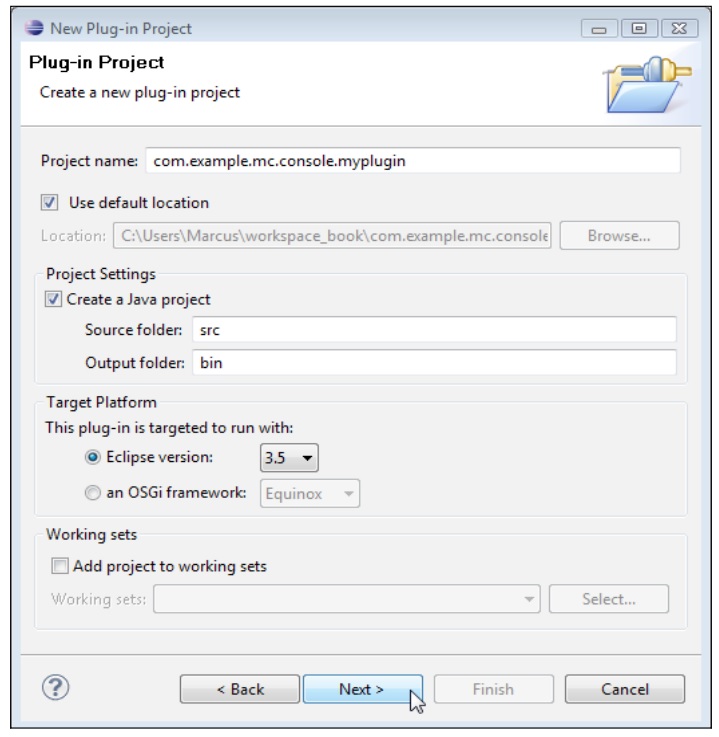 New Plug-in Project
Plug-in Project
Create a new plug-in project
Project name: com.example.mc.console.myplugin
Use default location
Location: C:\Users\Marcus\workspace_book\com.example.mc.console Browse...
Project Settings
Create a Java project
Source folder: src
Output folder: bin
Target Platform
This plug-in is targeted to run with:
Eclipse version: 3.5
an OSGi framework: Equinox
Working sets
Add project to working sets
Working sets: Select...
? < Back Next > Finish Cancel